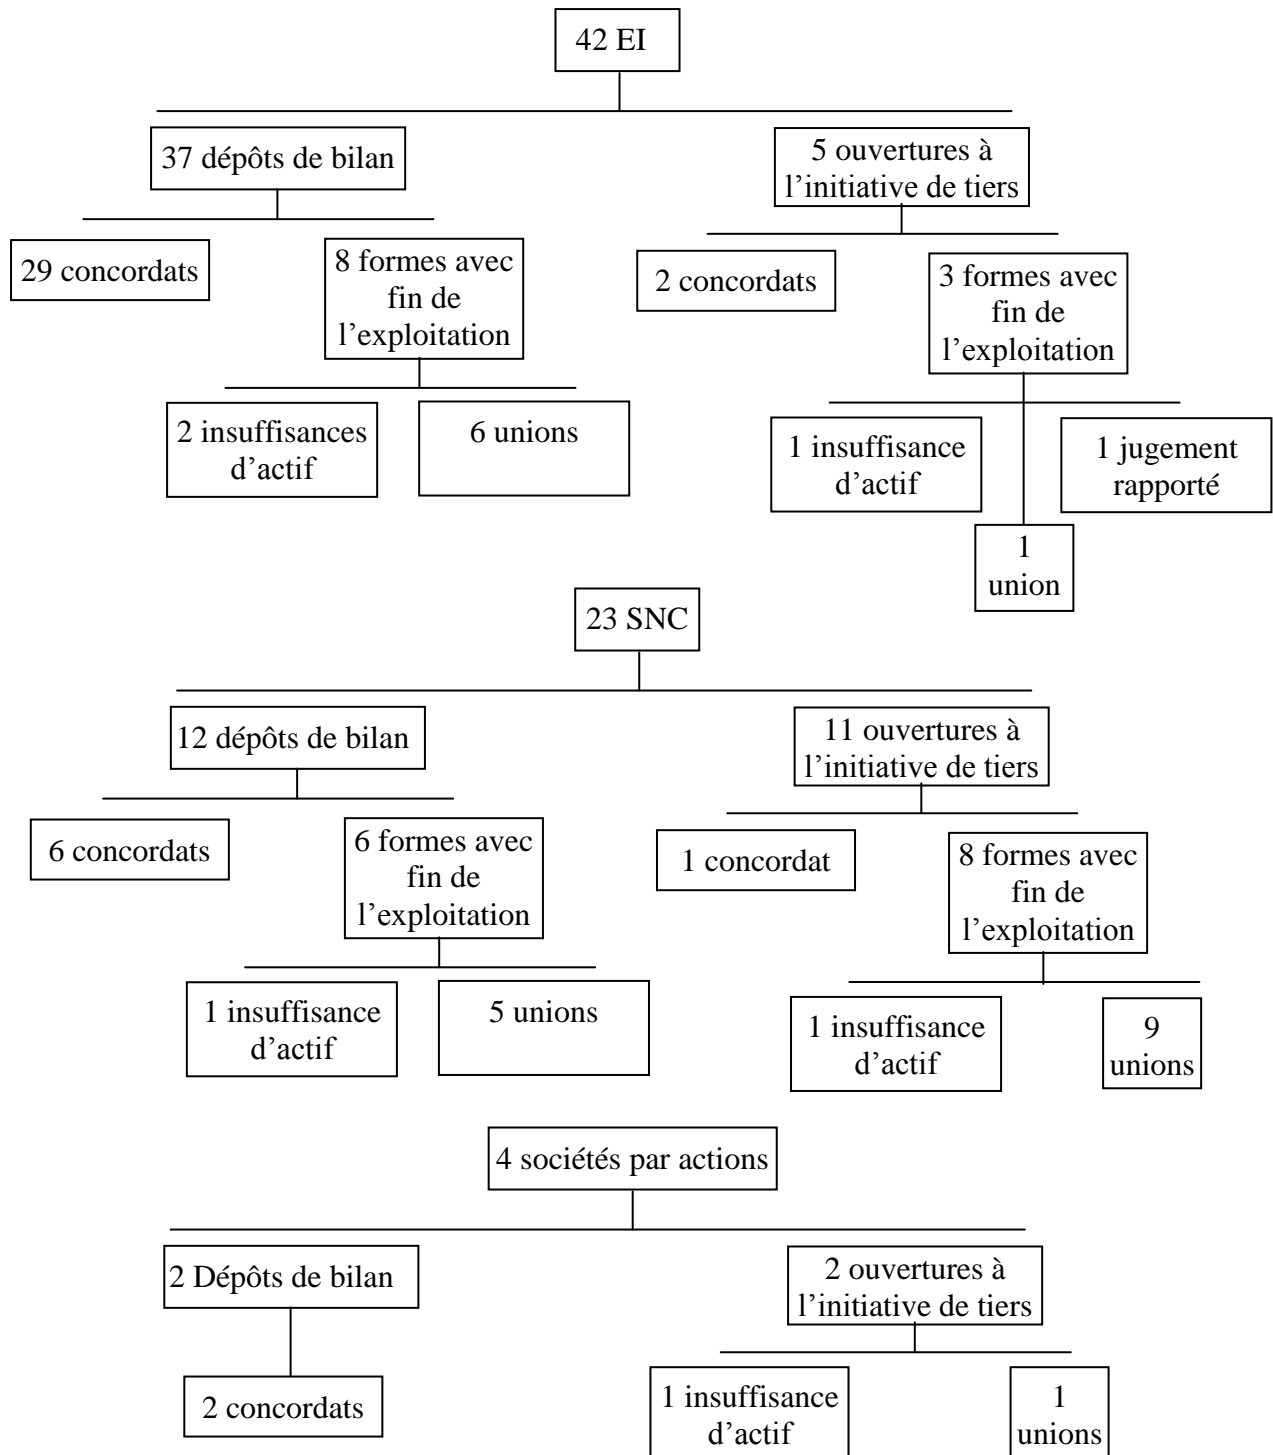 42 EI
37 dépôts de bilan
5 ouvertures à
l’initiative de tiers
29 concordats
8 formes avec
fin de
l’exploitation
2 concordats
3 formes avec
fin de
l’exploitation
2 insuffisances
d’actif
6 unions
1 insuffisance
d’actif
1 jugement
rapporté
1
union
23 SNC
12 dépôts de bilan
11 ouvertures à
l’initiative de tiers
6 concordats
6 formes avec
fin de
l’exploitation
1 concordat
8 formes avec
fin de
l’exploitation
1 insuffisance
d’actif
5 unions
1 insuffisance
d’actif
9
unions
4 sociétés par actions
2 Dépôts de bilan
2 ouvertures à
l’initiative de tiers
2 concordats
1 insuffisance
d’actif
1
unions